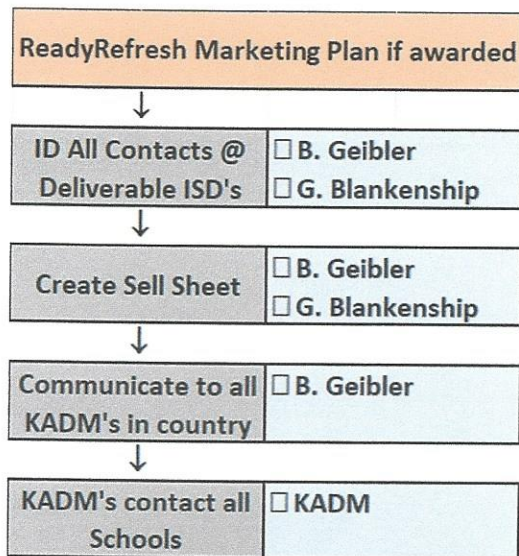 ReadyRefresh Marketing Plan if awarded
↓
ID All Contacts @
Deliverable ISD's
☐ B. Geibler
☐ G. Blankenship
↓
Create Sell Sheet
☐ B. Geibler
☐ G. Blankenship
↓
Communicate to all
KADM's in country
☐ B. Geibler
↓
KADM's contact all
Schools
☐ KADM